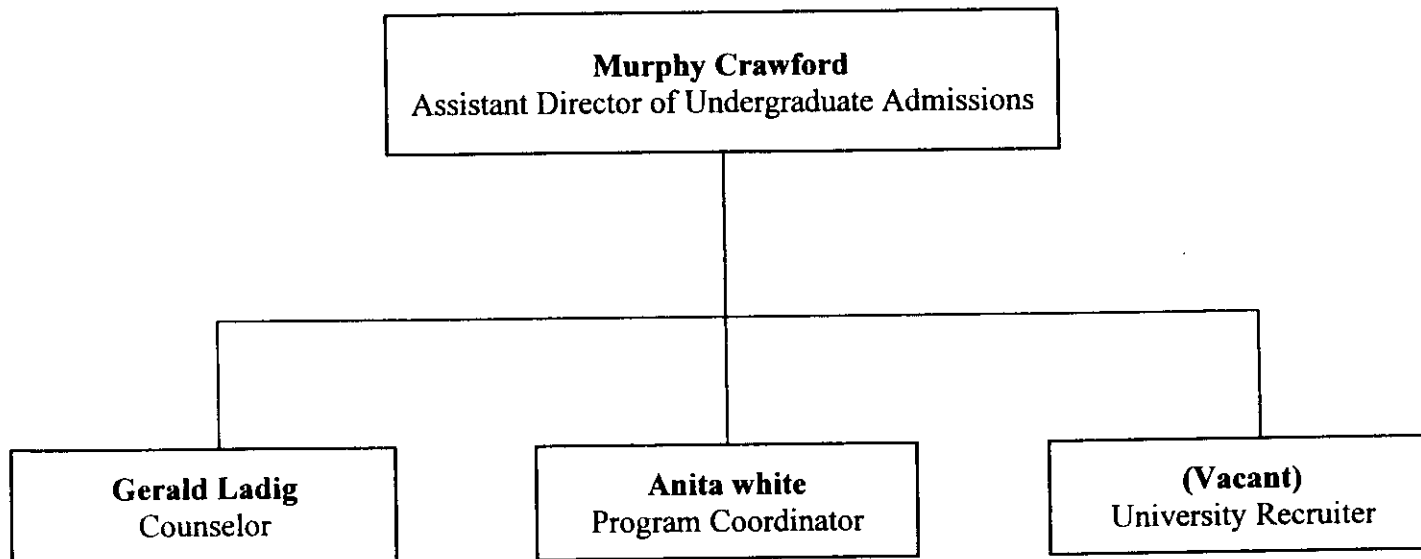 Murphy Crawford
Assistant Director of Undergraduate Admissions
Gerald Ladig
Counselor
Anita white
Program Coordinator
(Vacant)
University Recruiter